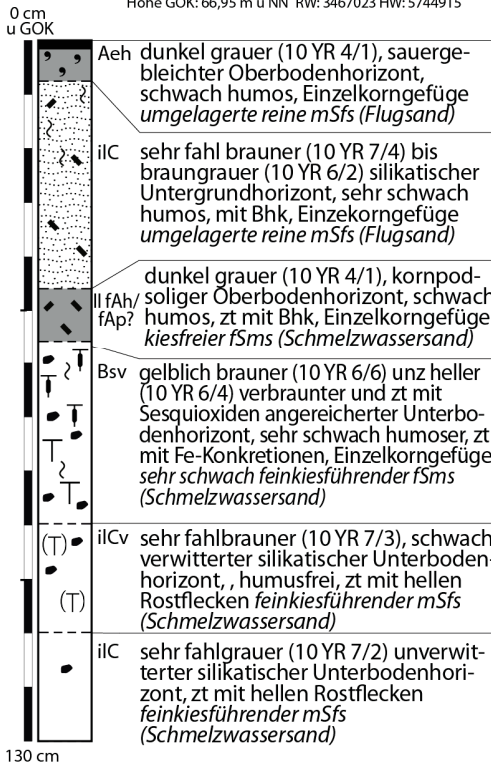 Höhe GOK: 66,95 m ü NN RW: 3467023 HW: 5744915
0 cm
u GOK
Aeh dunkel grauer (10 YR 4/1), sauerge-
bleichter Oberbodenhorizont,
schwach humos, Einzelkorngefüge
umgelagerte reine mSfs (Flugsand)
ilC sehr fahl brauner (10 YR 7/4) bis
braungrauer (10 YR 6/2) silikatischer
Untergrundhorizont, sehr schwach
humos, mit Bhk, Einzekorngefüge
umgelagerte reine mSfs (Flugsand)
II fAh/
fAp?
dunkel grauer (10 YR 4/1), kornpod-
soliger Oberbodenhorizont, schwach
humos, zt mit Bhk, Einzelkorngefüge
kiesfreier fSms (Schmelzwassersand)
Bsv gelblich brauner (10 YR 6/6) unz heller
(10 YR 6/4) verbraunter und zt mit
Sesquioxiden angereicherter Unterbo-
denhorizont, sehr schwach humoser, zt
mit Fe-Konkretionen, Einzelkorngefüge
sehr schwach feinkiesführender fSms
(Schmelzwassersand)
ilCv sehr fahlbrauner (10 YR 7/3), schwach
verwitterter silikatischer Unterboden-
horizont, , humusfrei, zt mit hellen
Rostflecken feinkiesführender mSfs
(Schmelzwassersand)
(T)
(T)
ilC sehr fahlgrauer (10 YR 7/2) unverwit-
terter silikatischer Unterbodenhori-
zont, zt mit hellen Rostflecken
feinkiesführender mSfs
(Schmelzwassersand)
130 cm